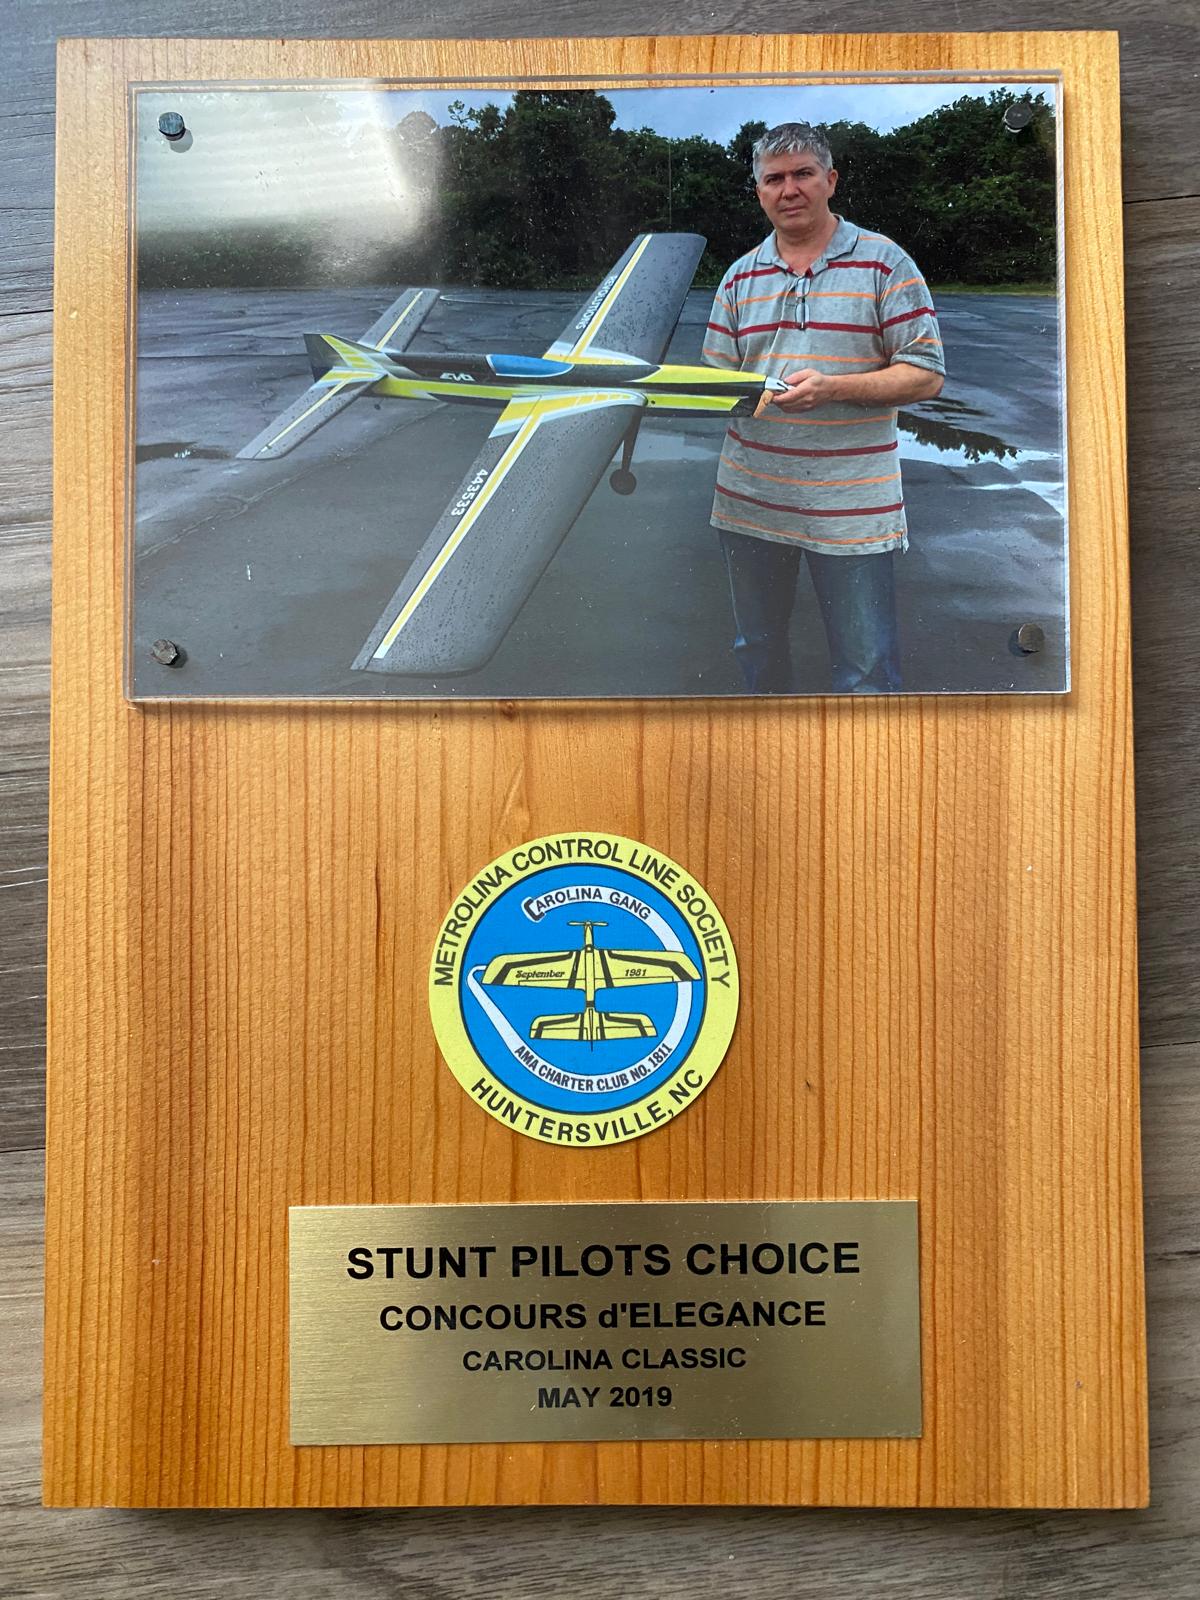 REVOLUTIONS
EVO
443533
METROLINA CONTROL LINE SOCIETY
CAROLINA GANG
September 1981
AMA CHARTER CLUB NO. 1811
HUNTERSVILLE, NC
STUNT PILOTS CHOICE
CONCOURS d'ELEGANCE
CAROLINA CLASSIC
MAY 2019